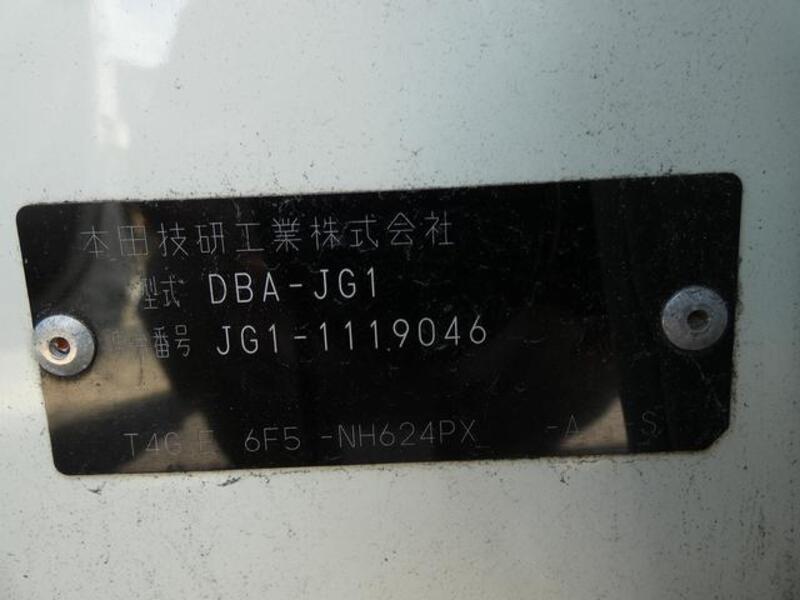 本田技研工業株式会社
型式 DBA-JG1
番号 JG1-1119046
T4G E 6F5 -NH624PX -A S